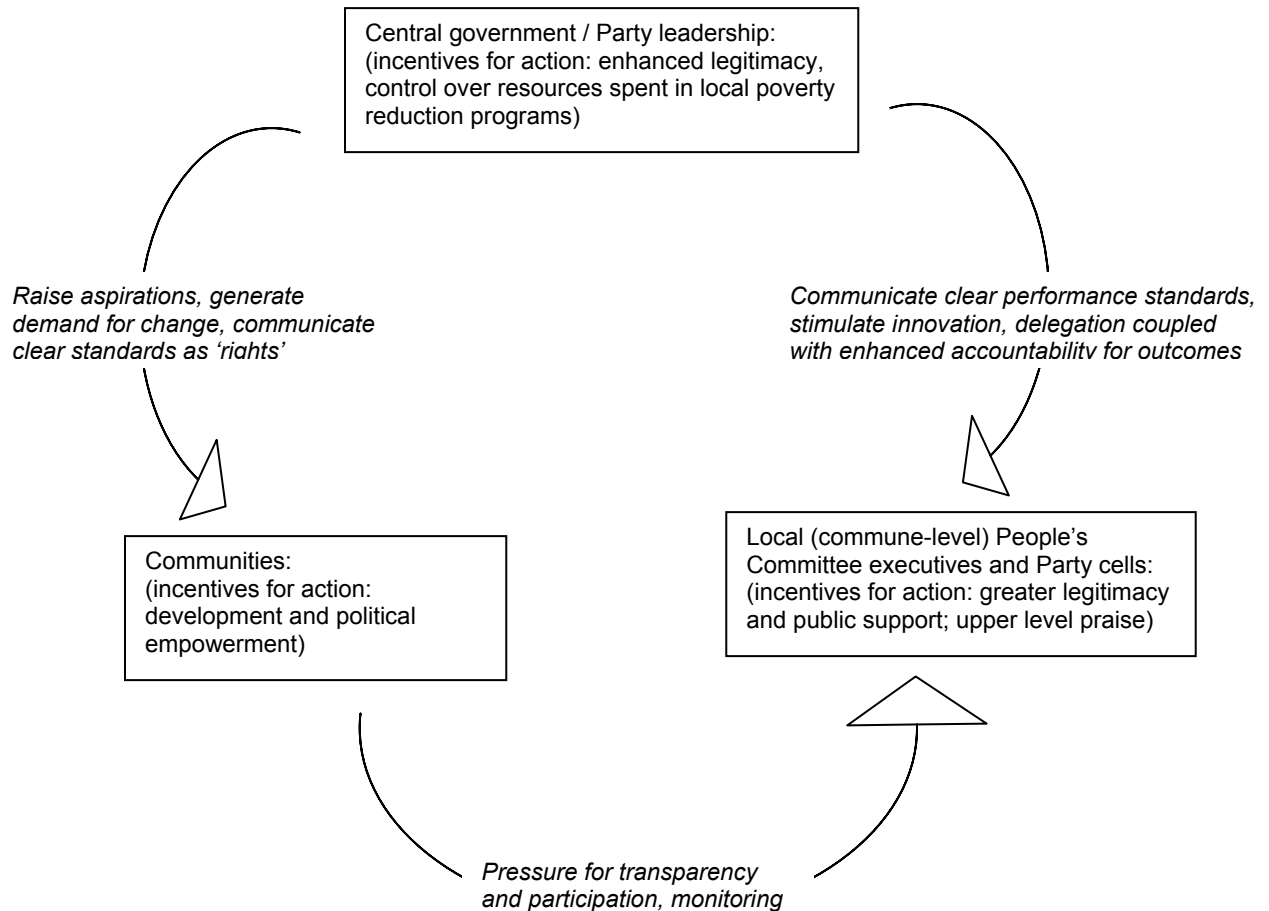 Central government / Party leadership:
(incentives for action: enhanced legitimacy,
control over resources spent in local poverty
reduction programs)
Raise aspirations, generate
demand for change, communicate
clear standards as ‘rights’
Communicate clear performance standards,
stimulate innovation, delegation coupled
with enhanced accountability for outcomes
Communities:
(incentives for action:
development and political
empowerment)
Local (commune-level) People’s
Committee executives and Party cells:
(incentives for action: greater legitimacy
and public support; upper level praise)
Pressure for transparency
and participation, monitoring